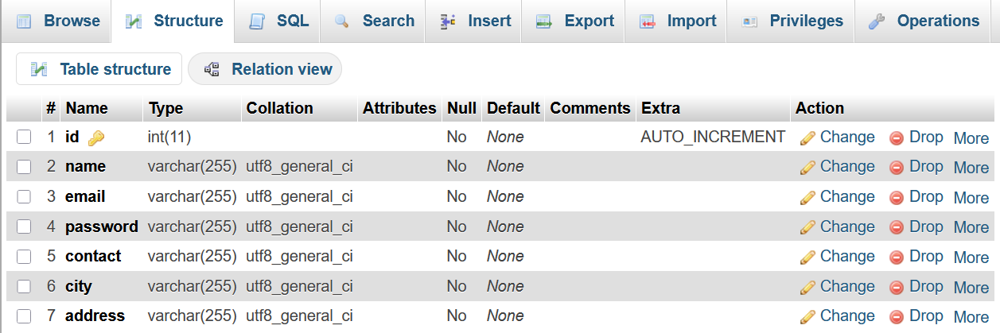 Browse Structure SQL Search Insert Export Import Privileges Operations
Table structure Relation view
# Name Type Collation Attributes Null Default Comments Extra Action
1 id int(11) No None AUTO_INCREMENT Change Drop More
2 name varchar(255) utf8_general_ci No None Change Drop More
3 email varchar(255) utf8_general_ci No None Change Drop More
4 password varchar(255) utf8_general_ci No None Change Drop More
5 contact varchar(255) utf8_general_ci No None Change Drop More
6 city varchar(255) utf8_general_ci No None Change Drop More
7 address varchar(255) utf8_general_ci No None Change Drop More